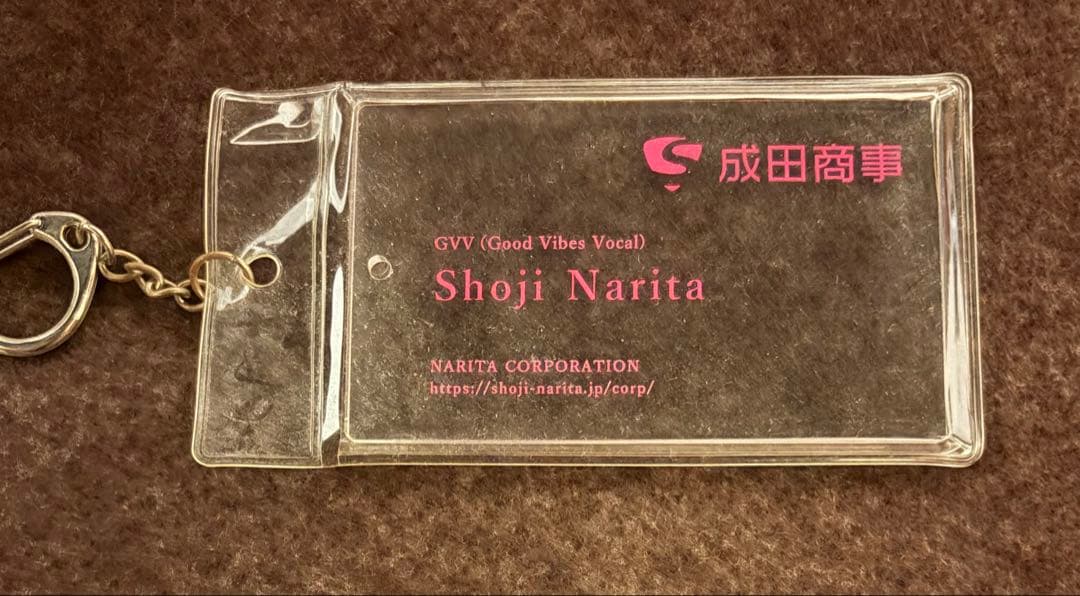 成田商事
GVV (Good Vibes Vocal)
Shoji Narita
NARITA CORPORATION
https://shoji-narita.jp/corp/